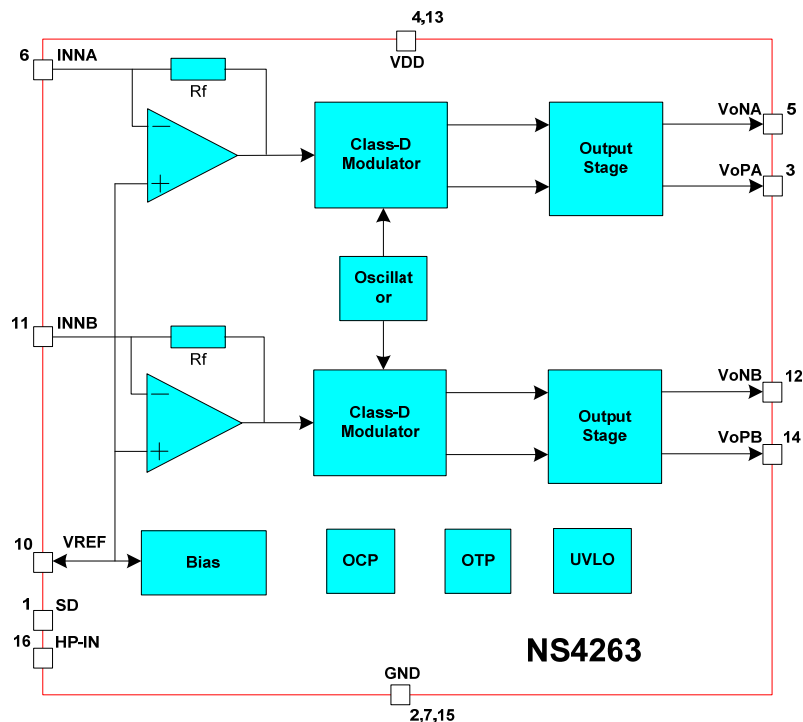 4,13
VDD
6
INNA
Rf
Class-D
Modulator
Output
Stage
VoNA
5
VoPA
3
Oscillat
or
11
INNB
Rf
Class-D
Modulator
Output
Stage
VoNB
12
VoPB
14
10
VREF
Bias
OCP
OTP
UVLO
1
SD
16
HP-IN
NS4263
GND
2,7,15